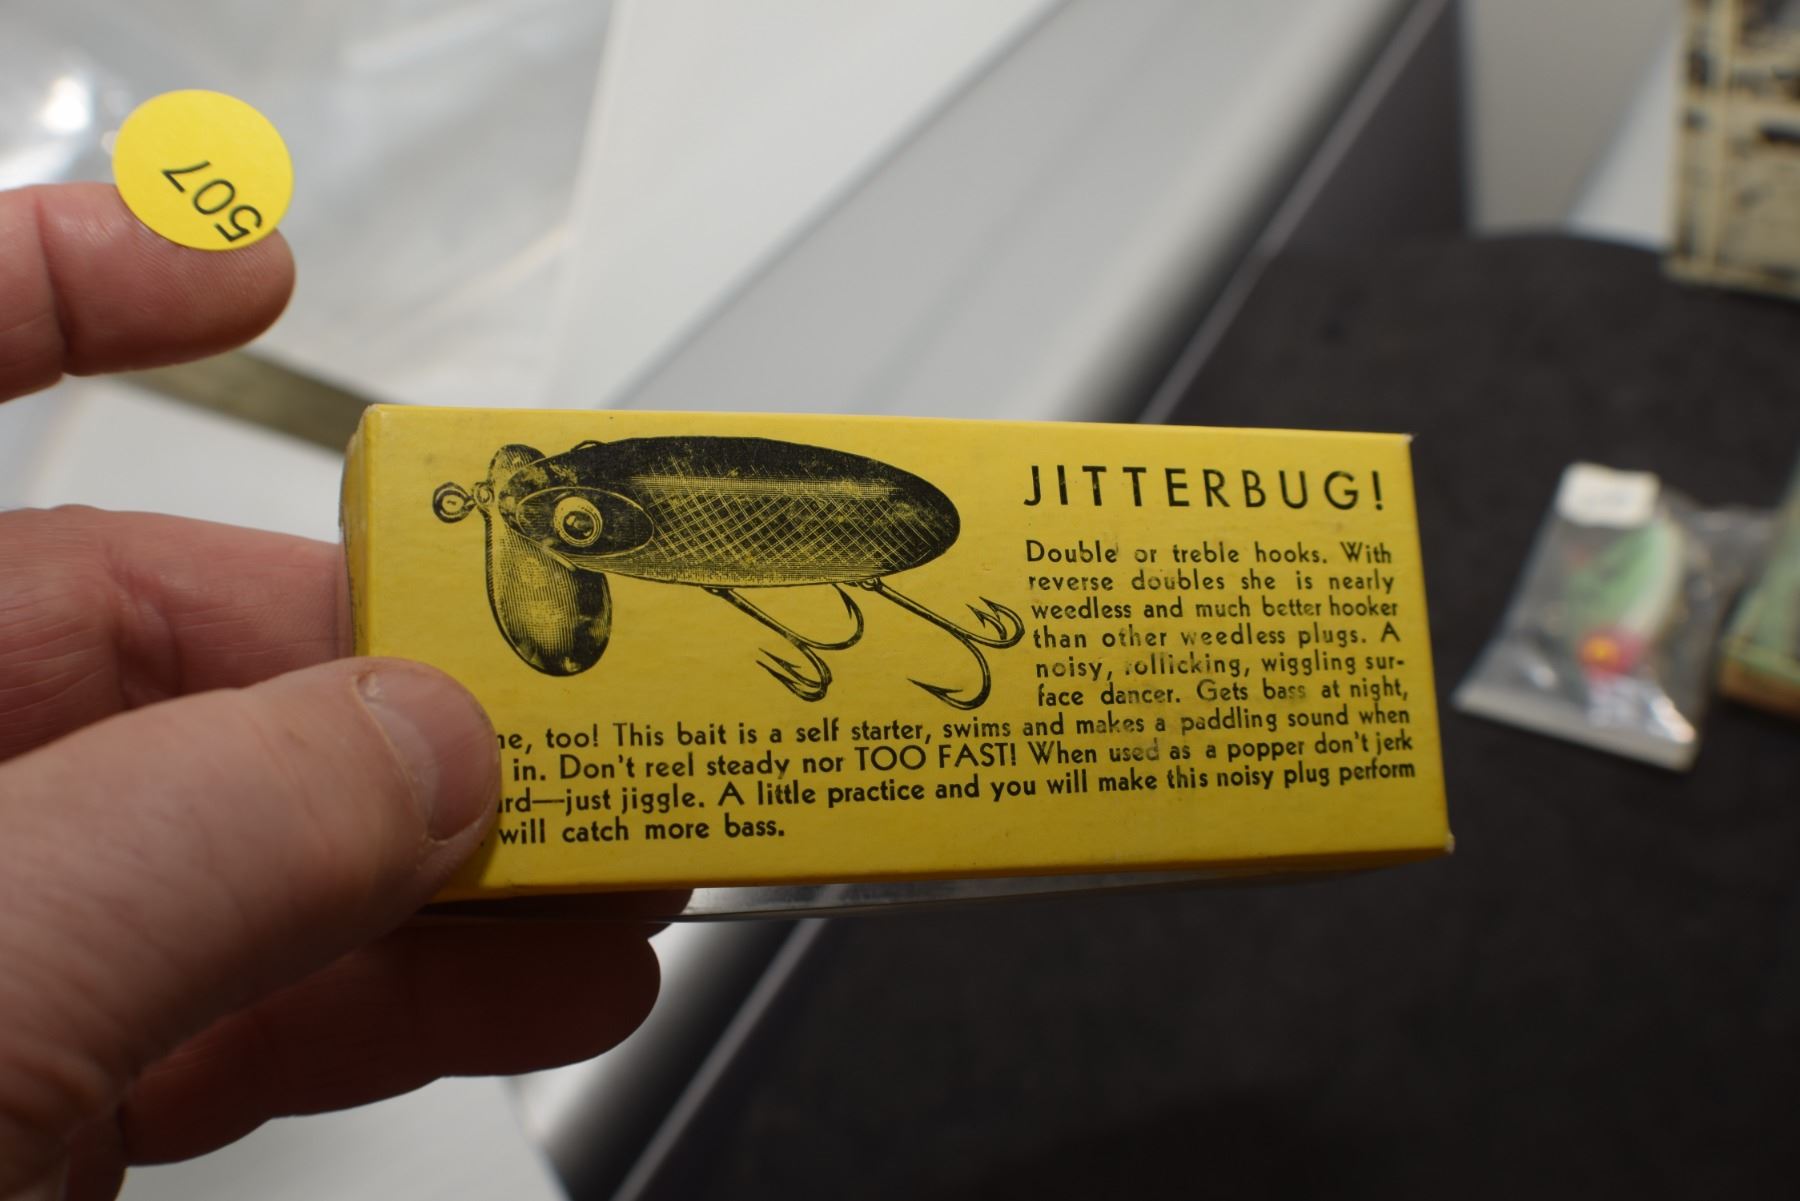 507
JITTERBUG!
Double or treble hooks. With
reverse doubles she is nearly
weedless and much better hooker
than other weedless plugs. A
noisy, rollicking, wiggling sur-
face dancer. Gets bass at night,
ne, too! This bait is a self starter, swims and makes a paddling sound when
in. Don't reel steady nor TOO FAST! When used as a popper don't jerk
rd—just jiggle. A little practice and you will make this noisy plug perform
will catch more bass.